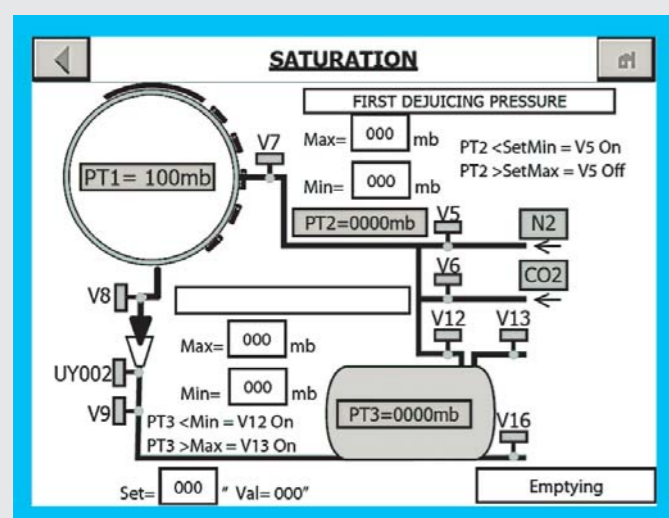 SATURATION
FIRST DEJUICING PRESSURE
V7
Max= 000 mb
PT2 <SetMin = V5 On
PT2 >SetMax = V5 Off
PT1= 100mb
Min= 000 mb
PT2=0000mb
V5
N2
V6
CO2
V8
V12
V13
Max= 000 mb
UY002
Min= 000 mb
V9
PT3 <Min = V12 On
PT3=0000mb
V16
PT3 >Max = V13 On
Set= 000 " Val= 000"
Emptying